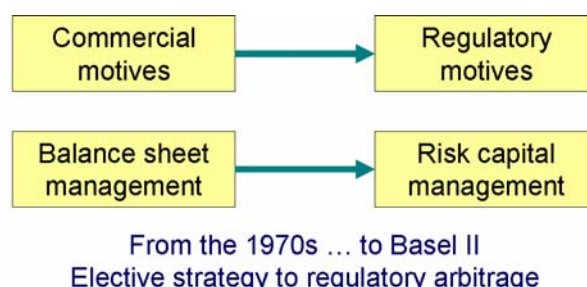 Commercial
motives
Regulatory
motives
Balance sheet
management
Risk capital
management
From the 1970s ... to Basel II
Elective strategy to regulatory arbitrage